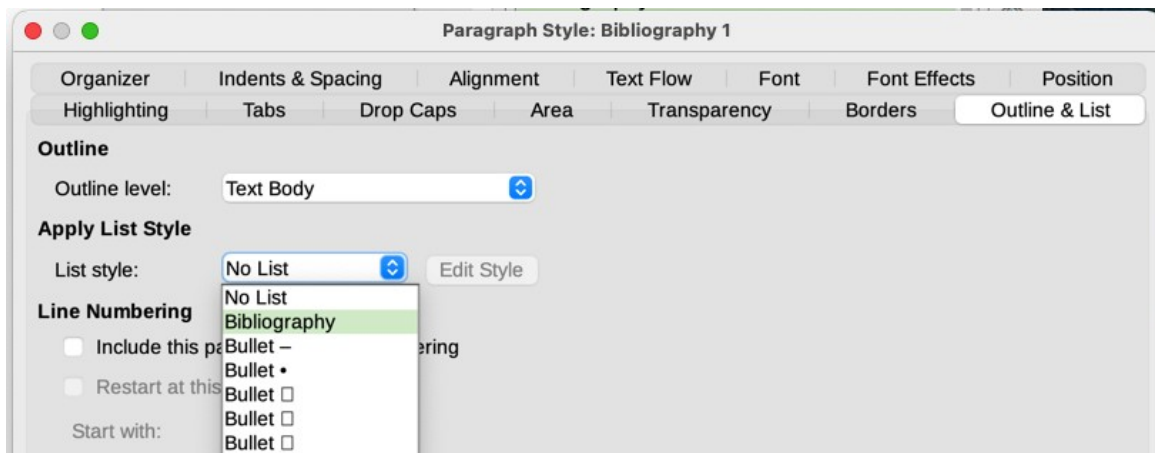 Paragraph Style: Bibliography 1
Organizer Indents & Spacing Alignment Text Flow Font Font Effects Position
Highlighting Tabs Drop Caps Area Transparency Borders Outline & List
Outline
Outline level: Text Body
Apply List Style
List style: No List Edit Style
No List
Line Numbering
Bibliography
Include this pa ering
Bullet –
Bullet •
Restart at this
Bullet □
Bullet □
Start with:
Bullet □